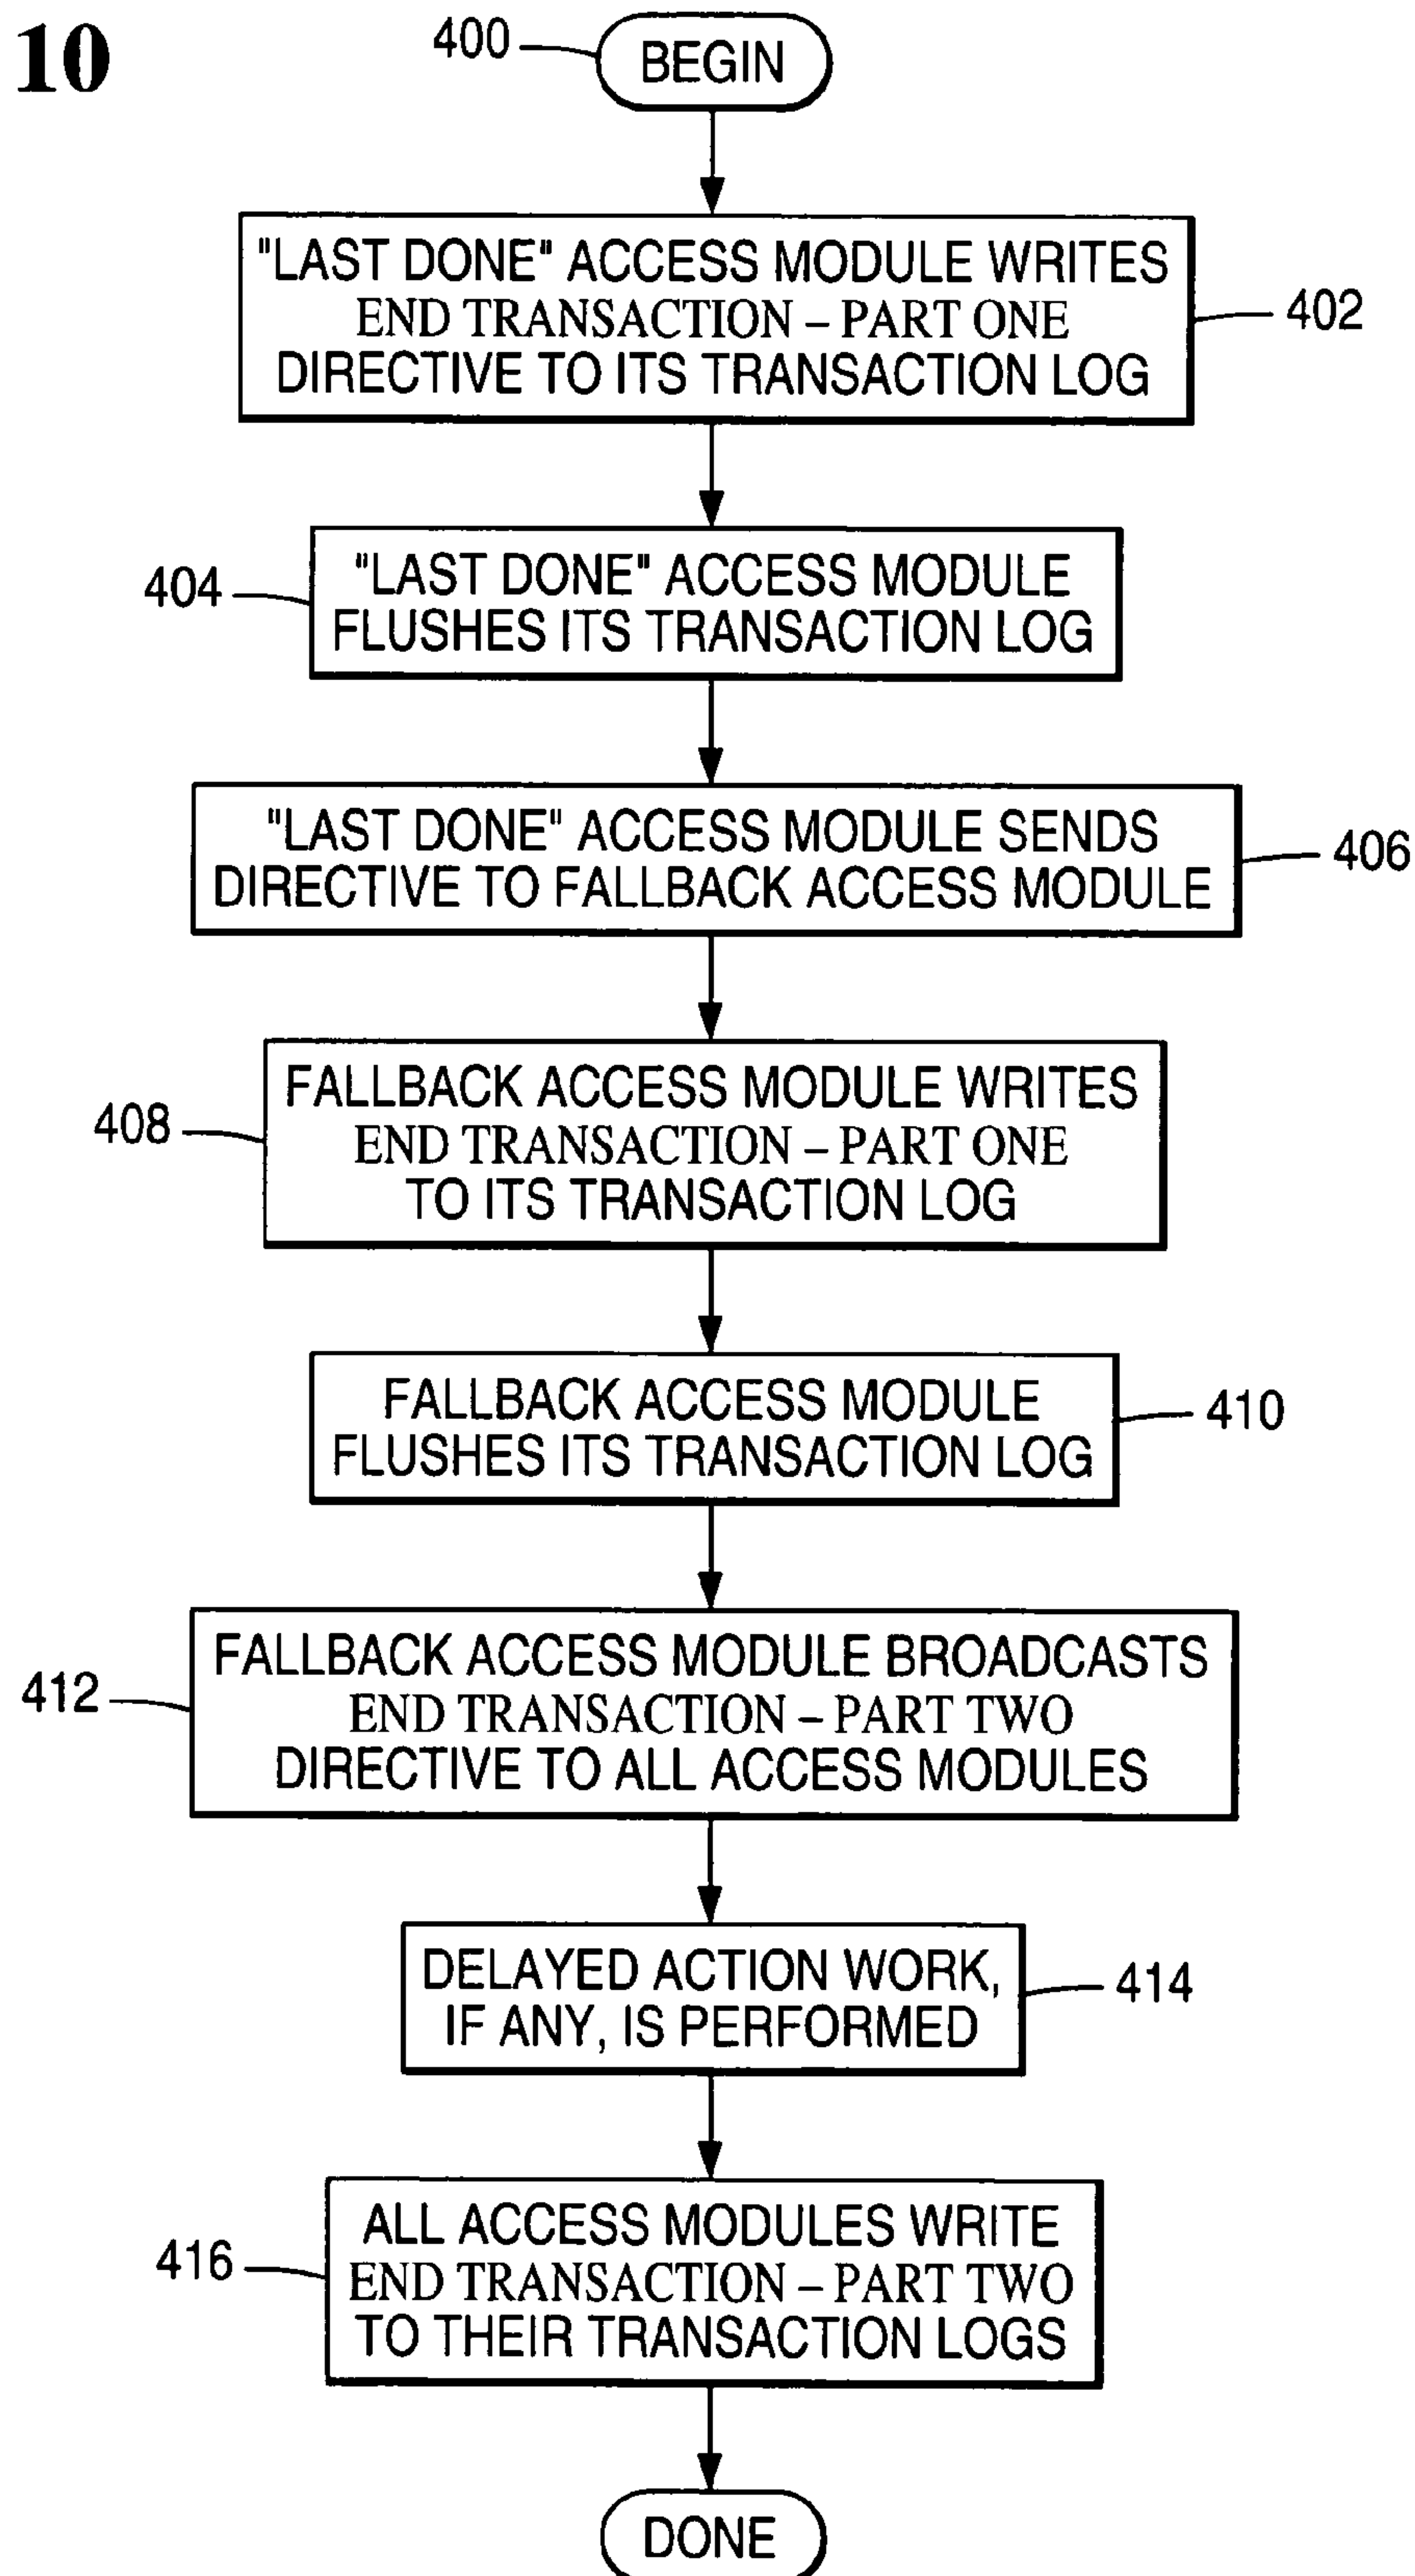 10
400
BEGIN
"LAST DONE" ACCESS MODULE WRITES
END TRANSACTION – PART ONE
DIRECTIVE TO ITS TRANSACTION LOG
402
404
"LAST DONE" ACCESS MODULE
FLUSHES ITS TRANSACTION LOG
"LAST DONE" ACCESS MODULE SENDS
DIRECTIVE TO FALLBACK ACCESS MODULE
406
408
FALLBACK ACCESS MODULE WRITES
END TRANSACTION – PART ONE
TO ITS TRANSACTION LOG
FALLBACK ACCESS MODULE
FLUSHES ITS TRANSACTION LOG
410
412
FALLBACK ACCESS MODULE BROADCASTS
END TRANSACTION – PART TWO
DIRECTIVE TO ALL ACCESS MODULES
DELAYED ACTION WORK,
IF ANY, IS PERFORMED
414
416
ALL ACCESS MODULES WRITE
END TRANSACTION – PART TWO
TO THEIR TRANSACTION LOGS
DONE